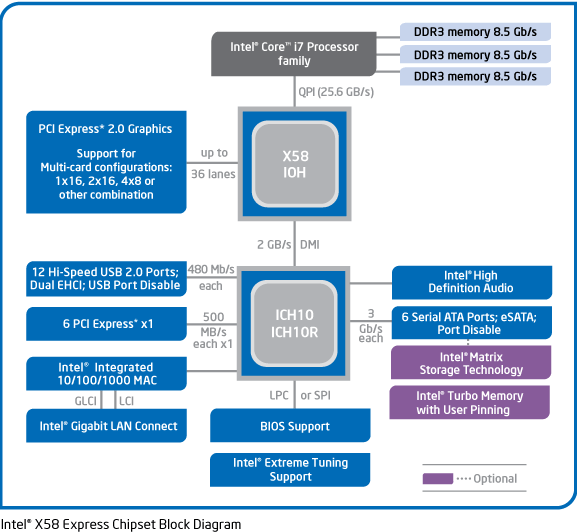 DDR3 memory 8.5 Gb/s
Intel® Core™ i7 Processor
family
DDR3 memory 8.5 Gb/s
DDR3 memory 8.5 Gb/s
QPI (25.6 GB/s)
PCI Express* 2.0 Graphics
Support for
Multi-card configurations:
1x16, 2x16, 4x8 or
other combination
up to
36 lanes
X58
IOH
2 GB/s
DMI
12 Hi-Speed USB 2.0 Ports;
Dual EHCI; USB Port Disable
480 Mb/s
each
Intel® High
Definition Audio
6 PCI Express* x1
500
MB/s
each x1
ICH10
ICH10R
3
Gb/s
each
6 Serial ATA Ports; eSATA;
Port Disable
Intel® Matrix
Storage Technology
Intel® Integrated
10/100/1000 MAC
GLCI
LCI
LPC or SPI
Intel® Turbo Memory
with User Pinning
Intel® Gigabit LAN Connect
BIOS Support
Intel® Extreme Tuning
Support
Optional
Intel® X58 Express Chipset Block Diagram